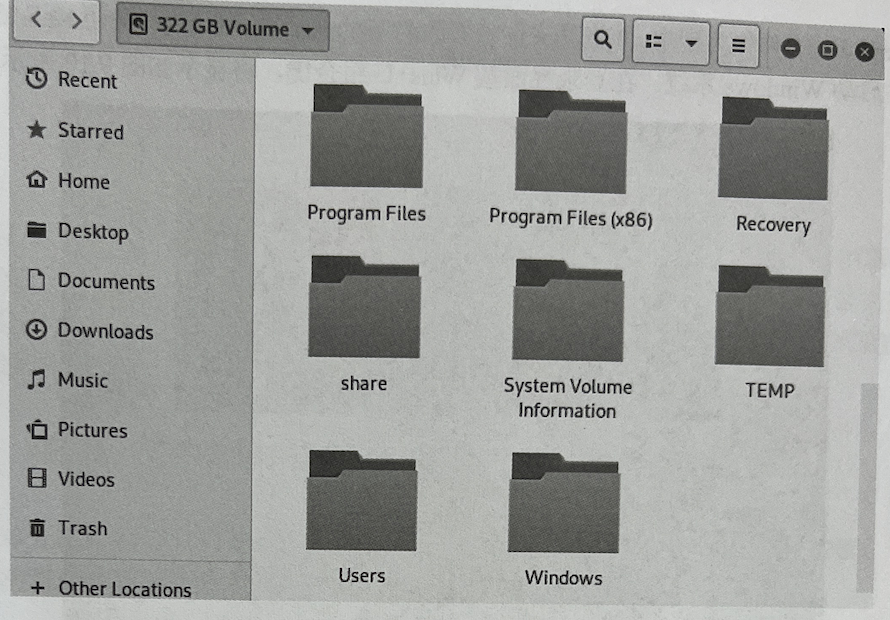 322 GB Volume
Recent
Starred
Home
Desktop
Documents
Downloads
Music
Pictures
Videos
Trash
+ Other Locations
Program Files
Program Files (x86)
Recovery
share
System Volume
Information
TEMP
Users
Windows